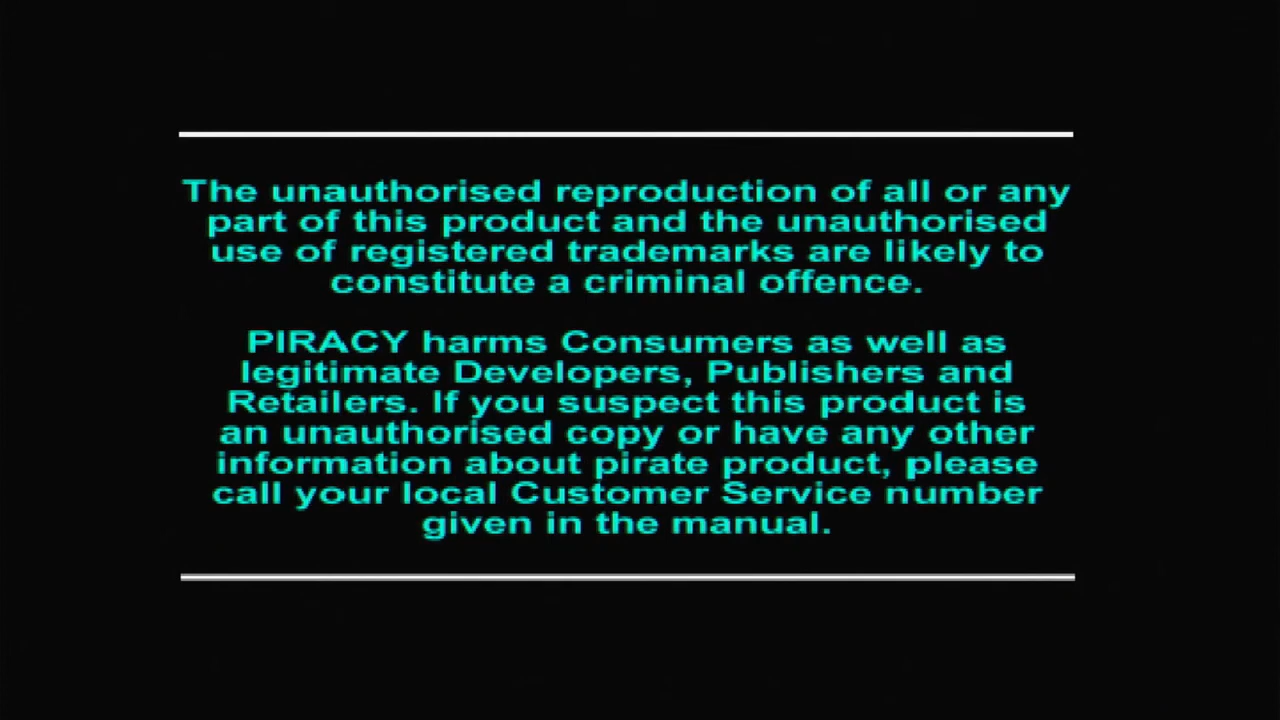 The unauthorised reproduction of all or any
part of this product and the unauthorised
use of registered trademarks are likely to
constitute a criminal offence.
PIRACY harms Consumers as well as
legitimate Developers, Publishers and
Retailers. If you suspect this product is
an unauthorised copy or have any other
information about pirate product, please
call your local Customer Service number
given in the manual.